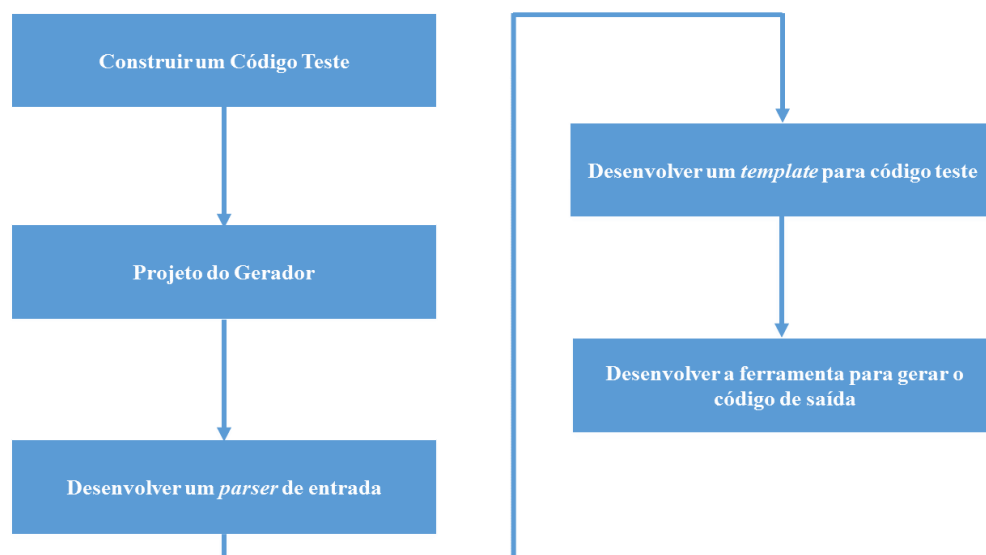 Construir um Código Teste
Projeto do Gerador
Desenvolver um parser de entrada
Desenvolver um template para código teste
Desenvolver a ferramenta para gerar o
código de saída